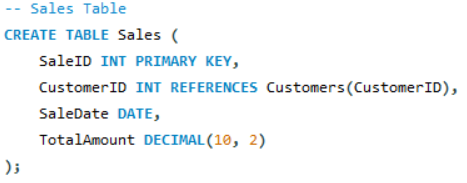 -- Sales Table
CREATE TABLE Sales (
    SaleID INT PRIMARY KEY,
    CustomerID INT REFERENCES Customers(CustomerID),
    SaleDate DATE,
    TotalAmount DECIMAL(10, 2)
);